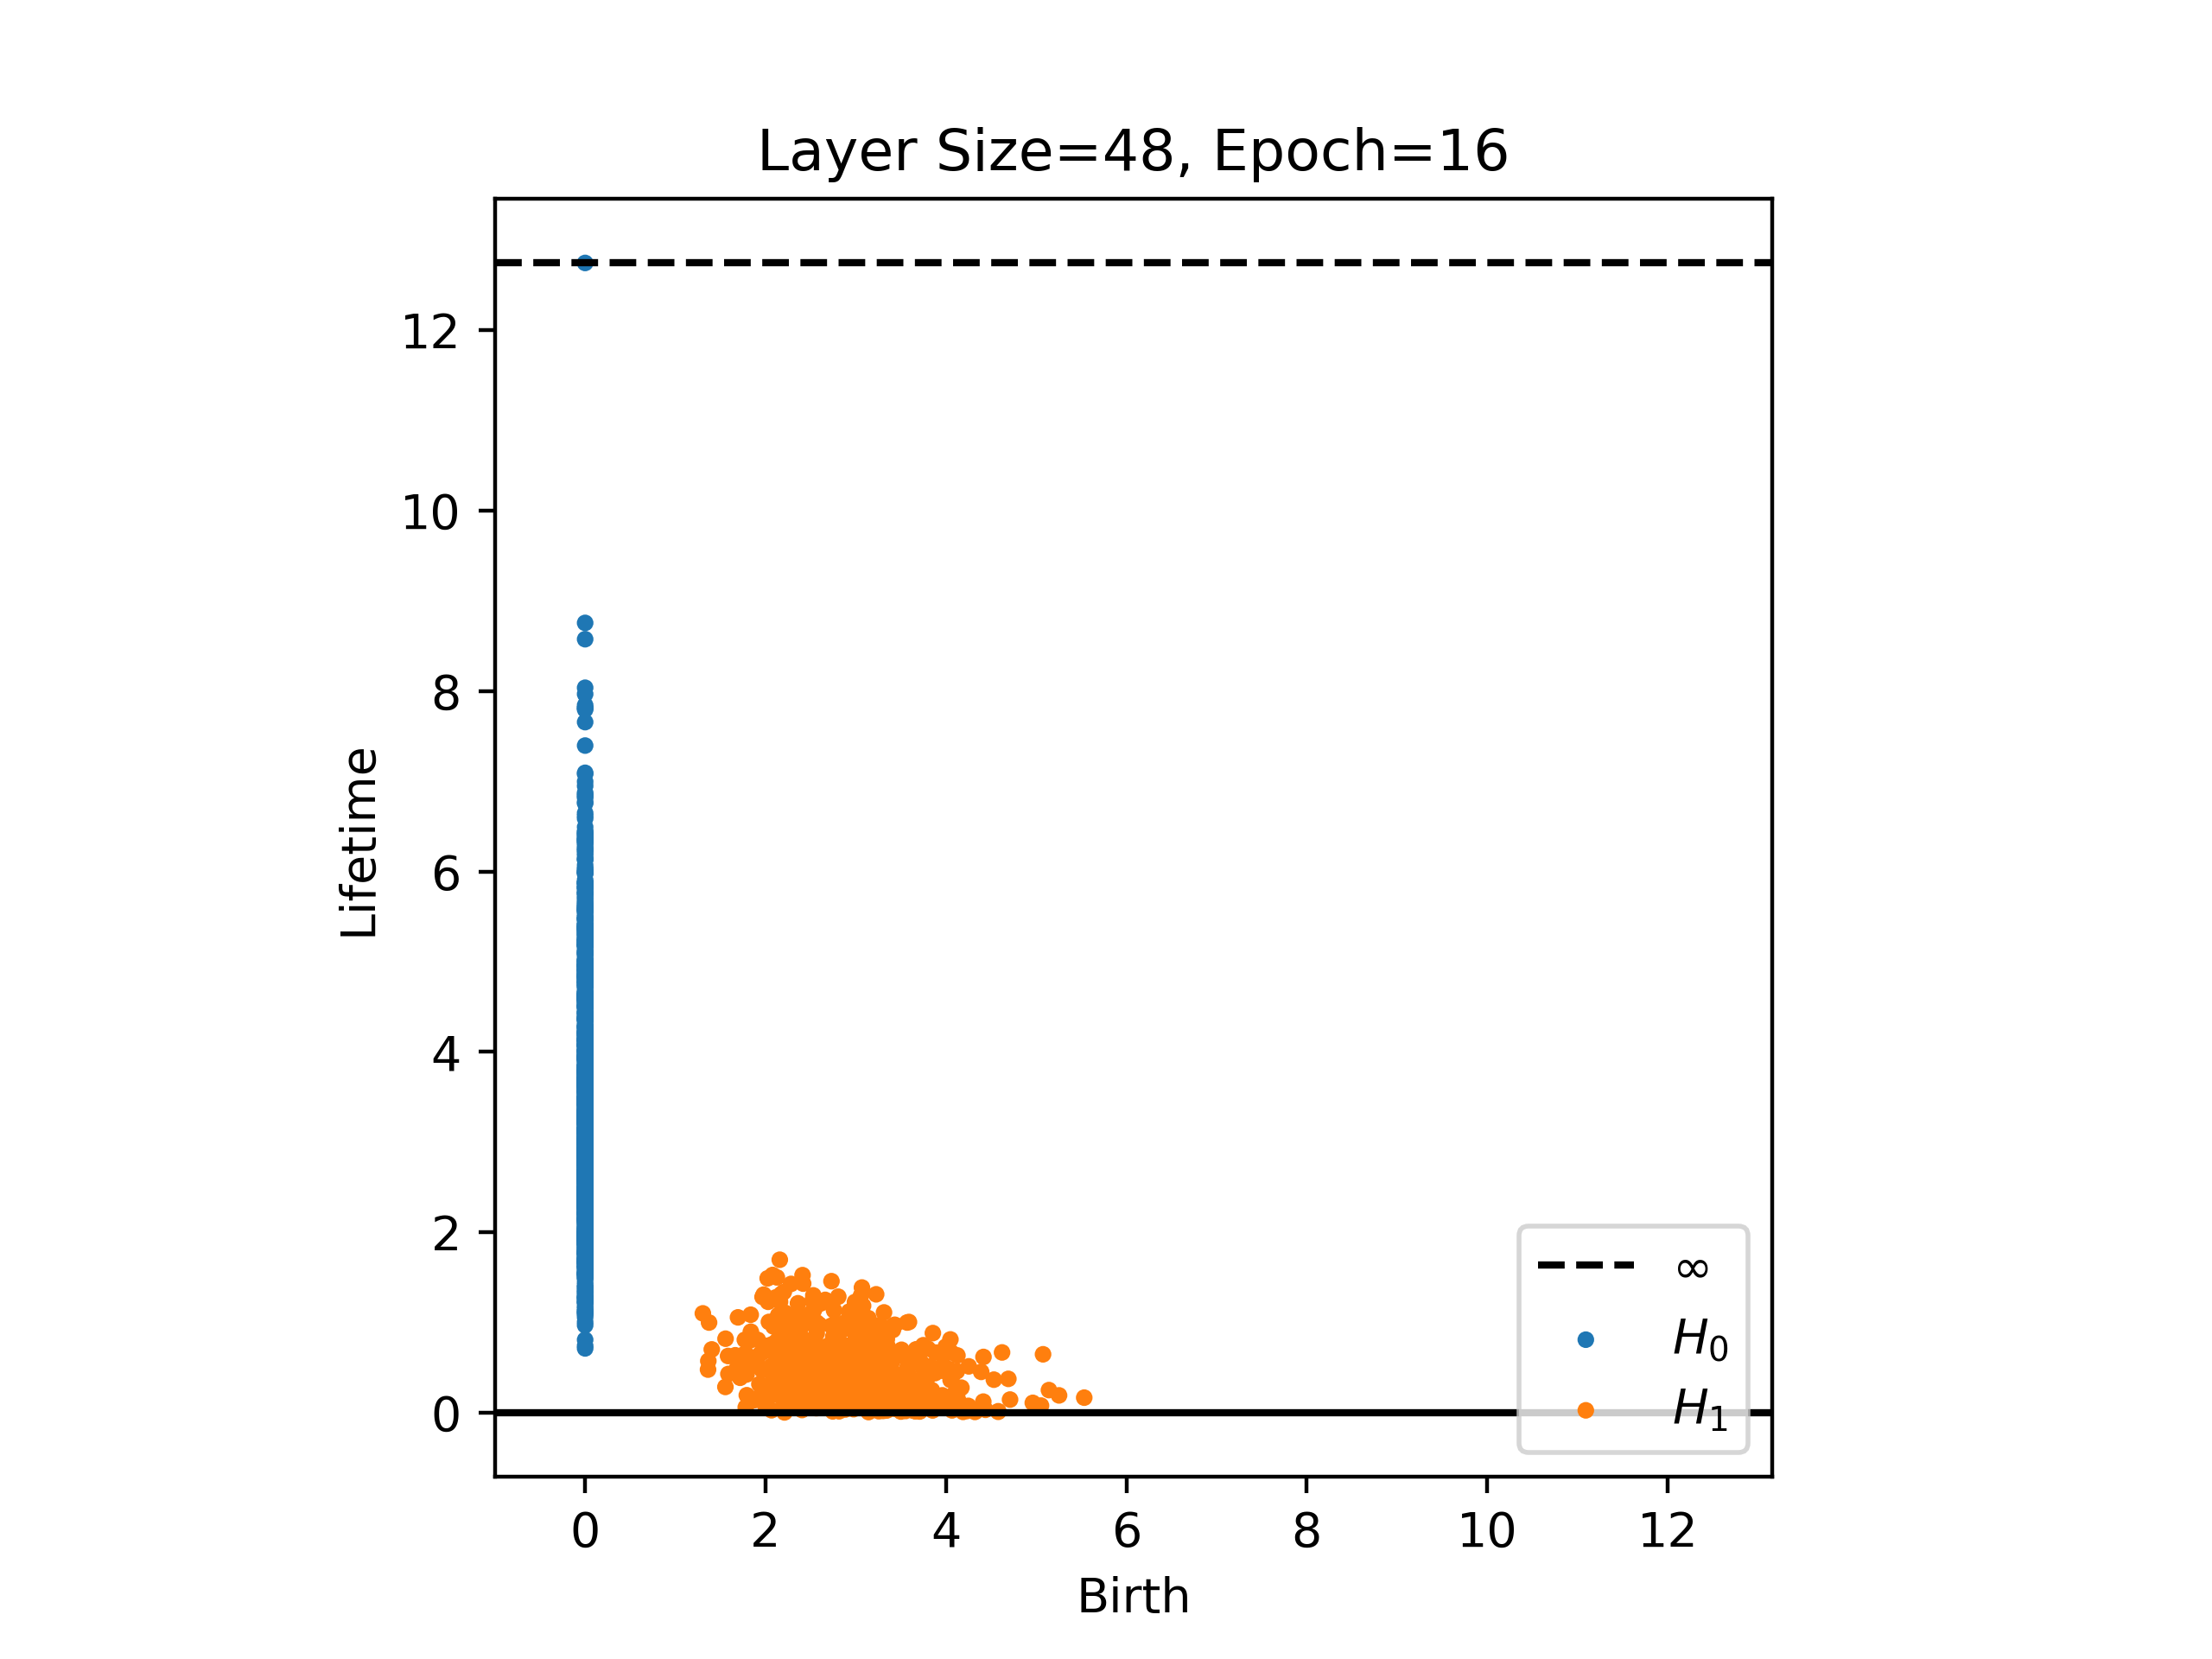 Layer Size=48, Epoch=16
12
10
8
6
4
2
0
Lifetime
∞
H₀
H₁
0 2 4 6 8 10 12
Birth